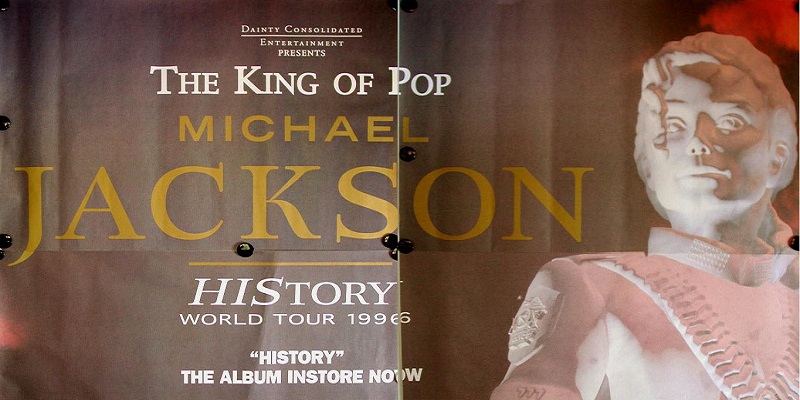 DAINTY CONSOLIDATED
ENTERTAINMENT
PRESENTS
THE KING OF POP
MICHAEL
JACKSON
HISTORY
WORLD TOUR 1996
“HISTORY”
THE ALBUM INSTORE NOW